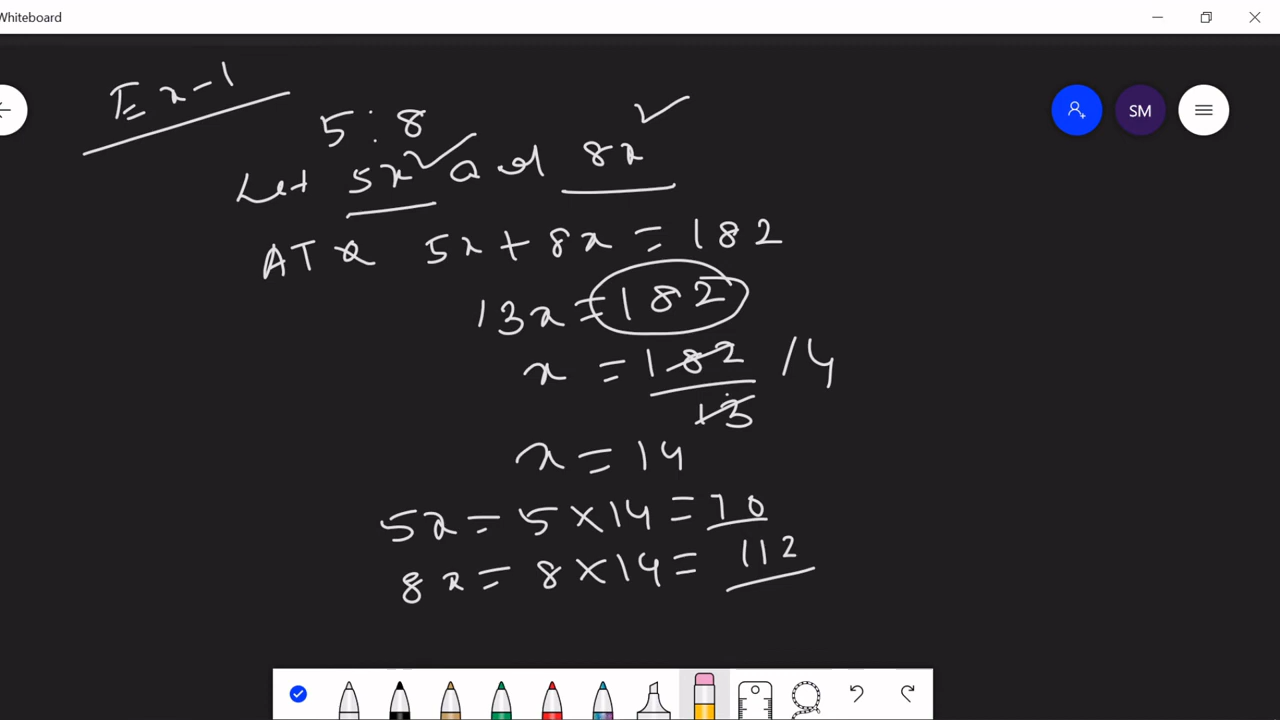 Whiteboard
SM
Ex-1
5:8
Let 5x and 8x
ATQ 5x+8x=182
13x=182
x=182/13 14
x=14
5x=5×14=70
8x=8×14=112